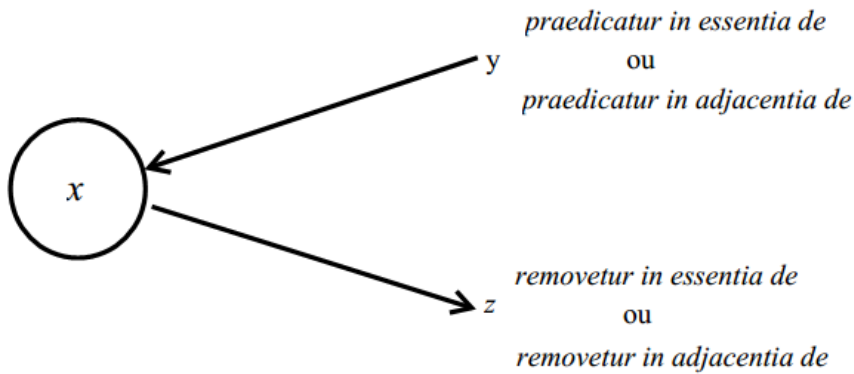 praedicatur in essentia de
y ou
praedicatur in adjacentia de
x
removetur in essentia de
z ou
removetur in adjacentia de